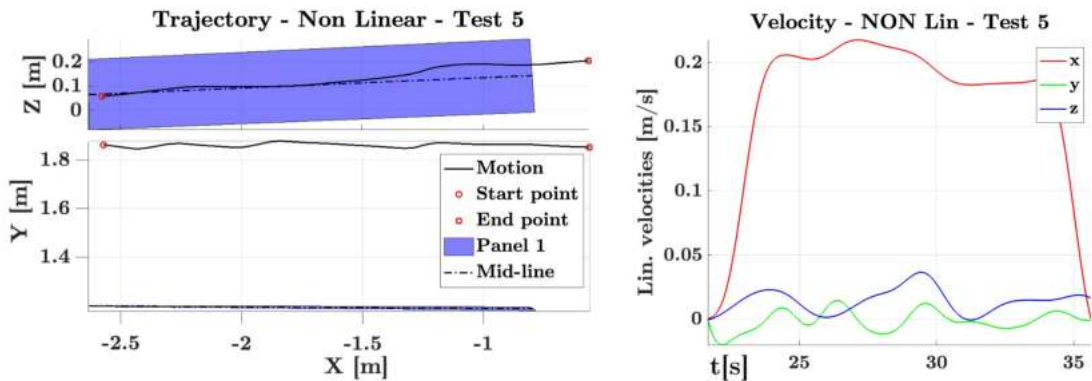 Trajectory - Non Linear - Test 5
Z [m]
0.2
0.1
0
Y [m]
1.8
1.6
1.4
Motion
Start point
End point
Panel 1
Mid-line
-2.5 -2 -1.5 -1
X [m]
Velocity - NON Lin - Test 5
Lin. velocities [m/s]
0.2
0.15
0.1
0.05
0
x
y
z
t[s] 25 30 35